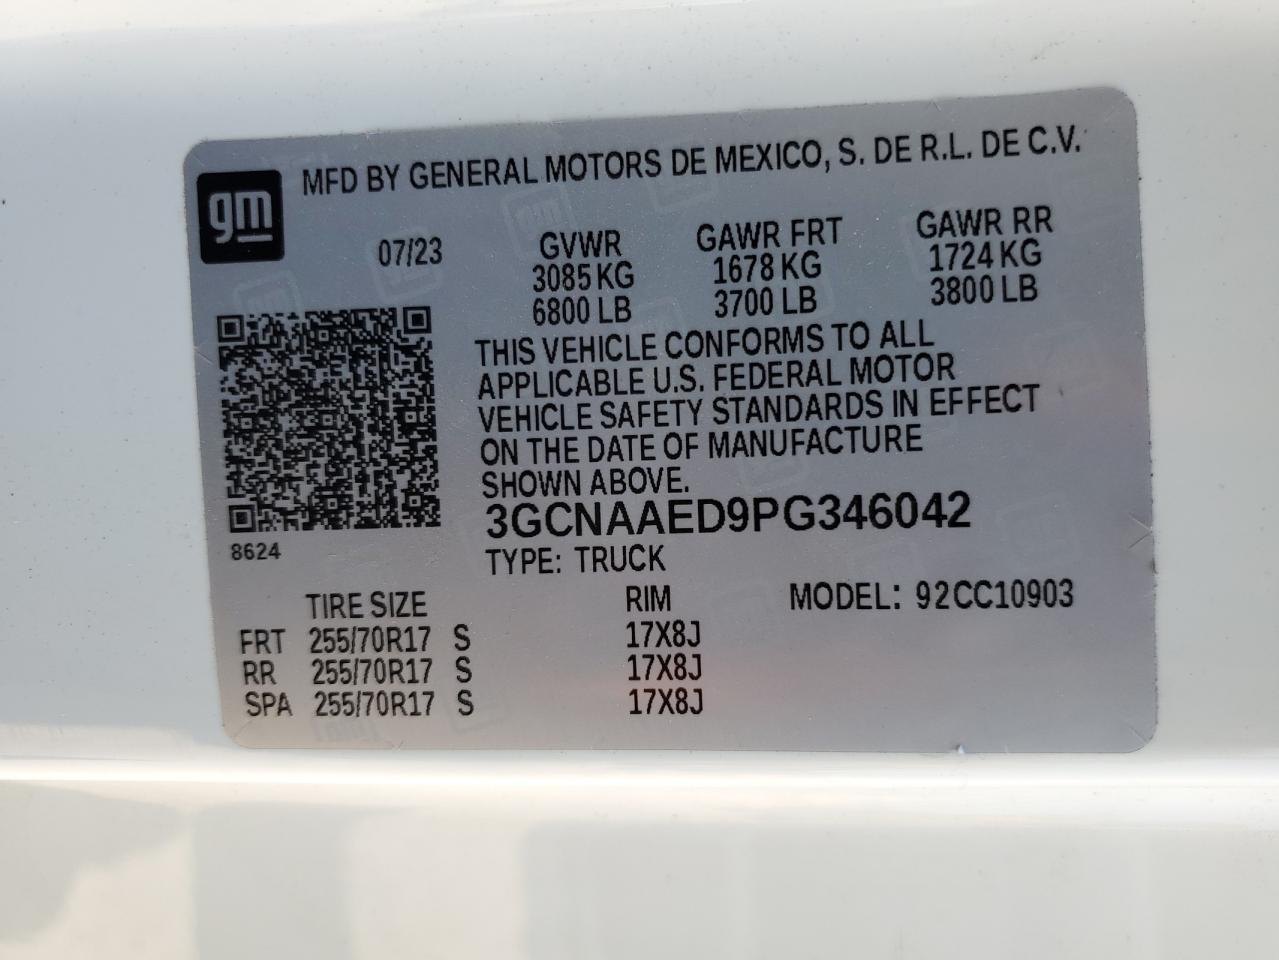 gm
MFD BY GENERAL MOTORS DE MEXICO, S. DE R.L. DE C.V.
07/23 GVWR GAWR FRT GAWR RR
3085 KG 1678 KG 1724 KG
6800 LB 3700 LB 3800 LB
THIS VEHICLE CONFORMS TO ALL
APPLICABLE U.S. FEDERAL MOTOR
VEHICLE SAFETY STANDARDS IN EFFECT
ON THE DATE OF MANUFACTURE
SHOWN ABOVE.
3GCNAAED9PG346042
8624
TYPE: TRUCK
TIRE SIZE RIM MODEL: 92CC10903
FRT 255/70R17 S 17X8J
RR 255/70R17 S 17X8J
SPA 255/70R17 S 17X8J